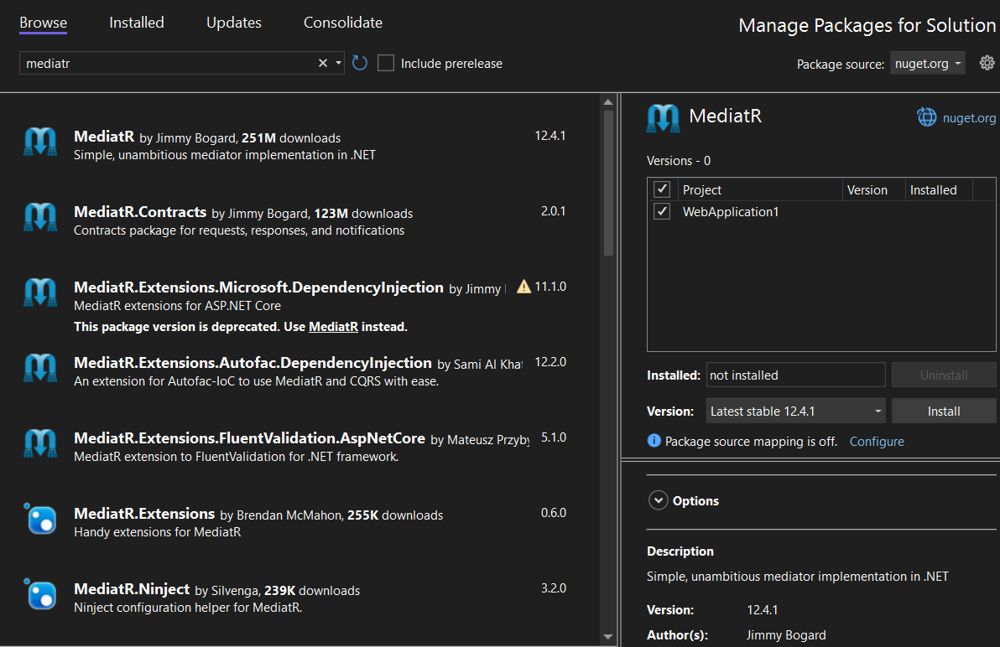 Browse Installed Updates Consolidate
Manage Packages for Solution
mediatr
Include prerelease
Package source: nuget.org
MediatR by Jimmy Bogard, 251M downloads 12.4.1
Simple, unambitious mediator implementation in .NET
MediatR.Contracts by Jimmy Bogard, 123M downloads 2.0.1
Contracts package for requests, responses, and notifications
MediatR.Extensions.Microsoft.DependencyInjection by Jimmy 11.1.0
MediatR extensions for ASP.NET Core
This package version is deprecated. Use MediatR instead.
MediatR.Extensions.Autofac.DependencyInjection by Sami Al Khat 12.2.0
An extension for Autofac-IoC to use MediatR and CQRS with ease.
MediatR.Extensions.FluentValidation.AspNetCore by Mateusz Przyby 5.1.0
MediatR extension to FluentValidation for .NET framework.
MediatR.Extensions by Brendan McMahon, 255K downloads 0.6.0
Handy extensions for MediatR
MediatR.Ninject by Silvenga, 239K downloads 3.2.0
Ninject configuration helper for MediatR.
MediatR
nuget.org
Versions - 0
Project Version Installed
WebApplication1
Installed: not installed Uninstall
Version: Latest stable 12.4.1 Install
Package source mapping is off. Configure
Options
Description
Simple, unambitious mediator implementation in .NET
Version: 12.4.1
Author(s): Jimmy Bogard